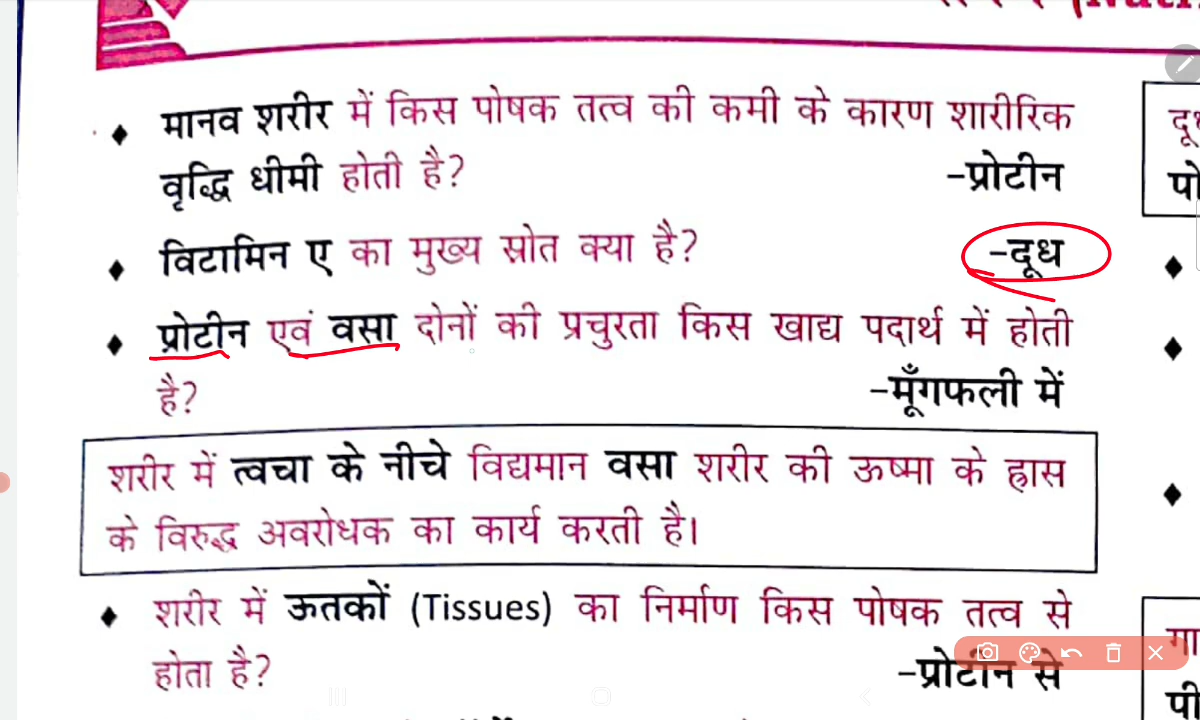 मानव शरीर में किस पोषक तत्व की कमी के कारण शारीरिक
वृद्धि धीमी होती है? -प्रोटीन
विटामिन ए का मुख्य स्रोत क्या है? -दूध
प्रोटीन एवं वसा दोनों की प्रचुरता किस खाद्य पदार्थ में होती
है? -मूँगफली में
शरीर में त्वचा के नीचे विद्यमान वसा शरीर की ऊष्मा के ह्रास
के विरुद्ध अवरोधक का कार्य करती है।
शरीर में ऊतकों (Tissues) का निर्माण किस पोषक तत्व से
होता है? -प्रोटीन से